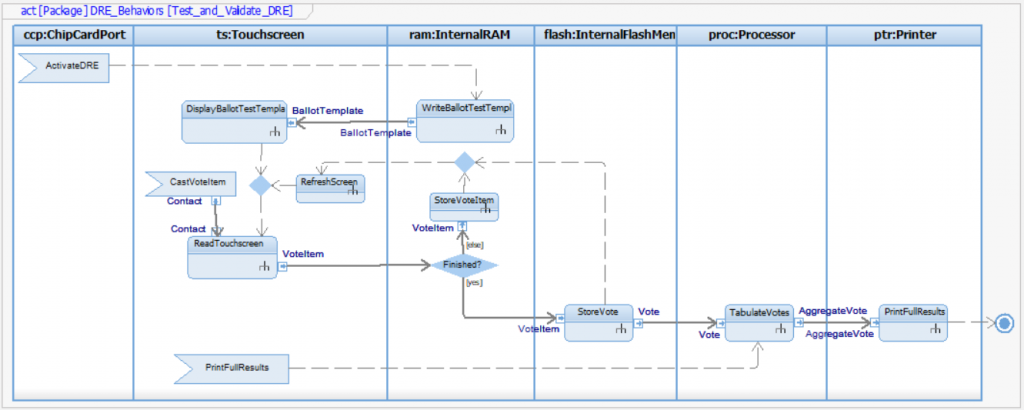 act [Package] DRE_Behaviors [Test_and_Validate_DRE]
ccp:ChipCardPort ts:Touchscreen ram:InternalRAM flash:InternalFlashMen proc:Processor ptr:Printer
ActivateDRE
DisplayBallotTestTempla BallotTemplate WriteBallotTestTempl
BallotTemplate
CastVoteItem RefreshScreen
Contact StoreVoteItem
Contact VoteItem
ReadTouchscreen [else]
VoteItem Finished?
[yes]
StoreVote Vote TabulateVotes AggregateVote PrintFullResults
VoteItem Vote AggregateVote
PrintFullResults